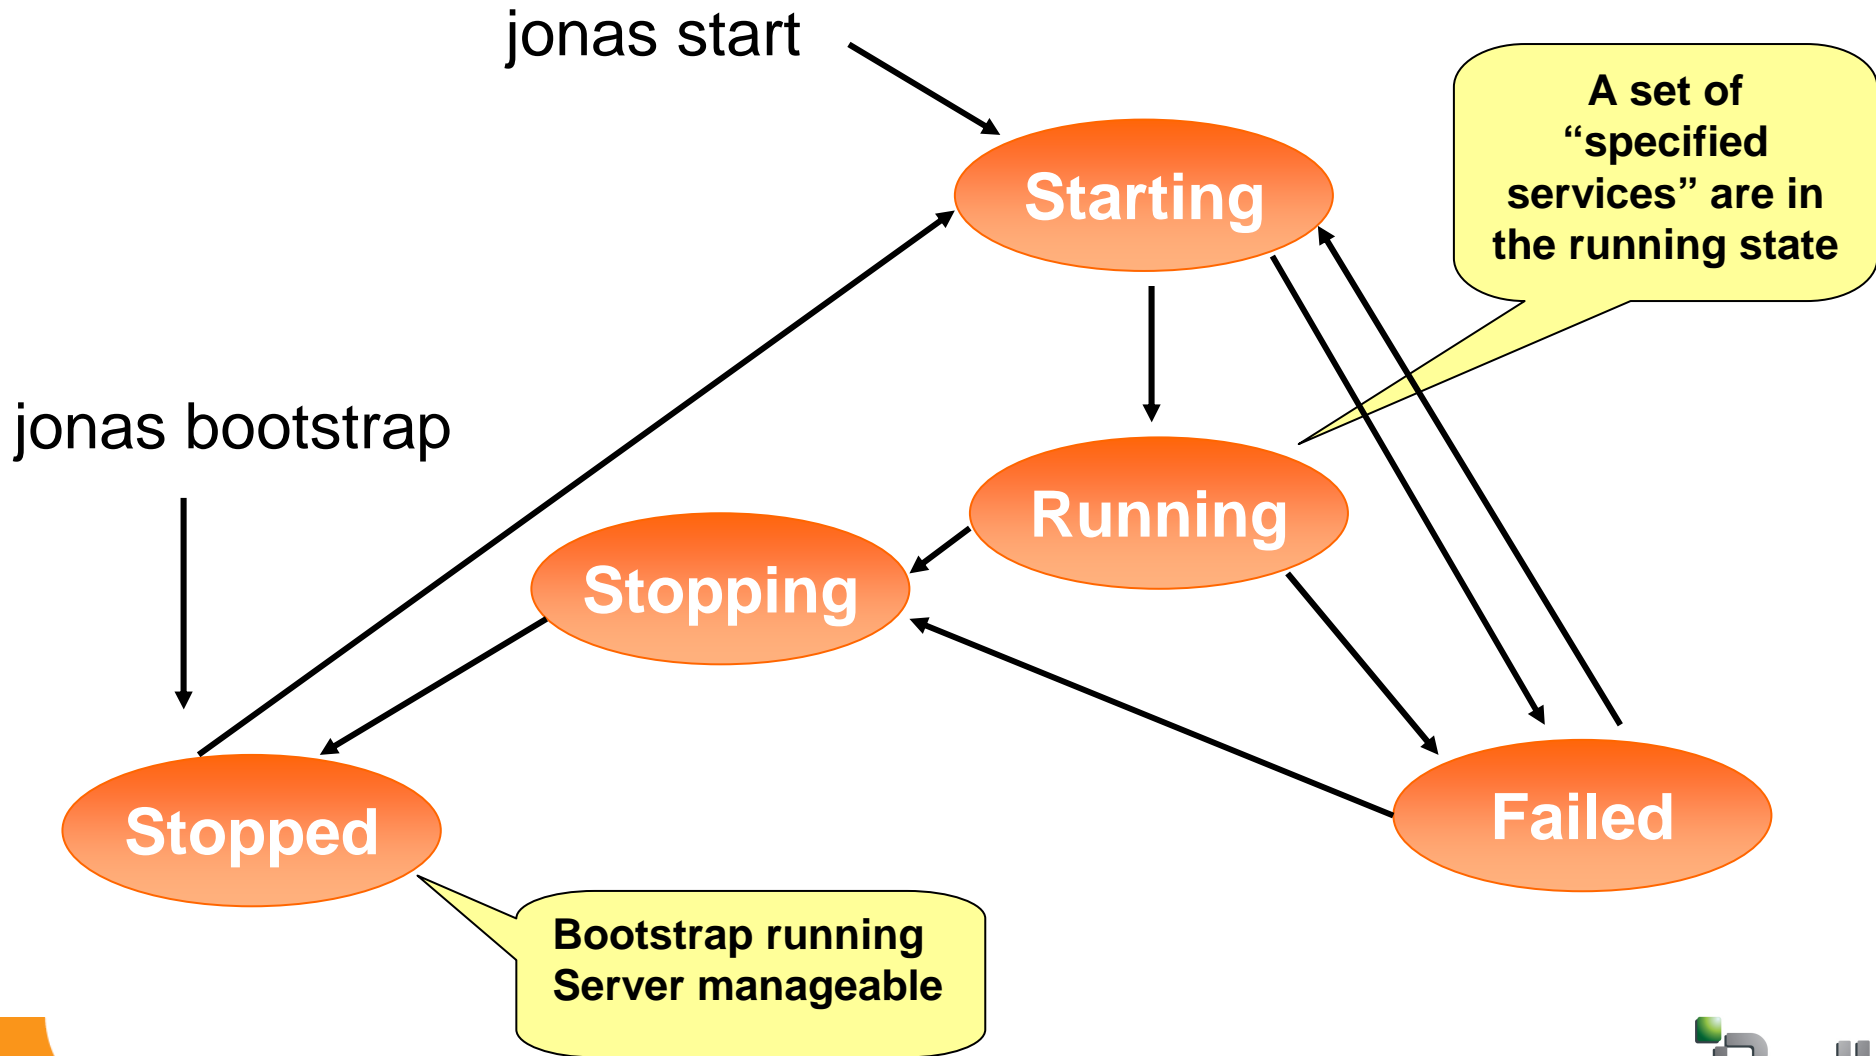 jonas start
A set of
“specified
services” are in
the running state
Starting
jonas bootstrap
Running
Stopping
Stopped
Failed
Bootstrap running
Server manageable